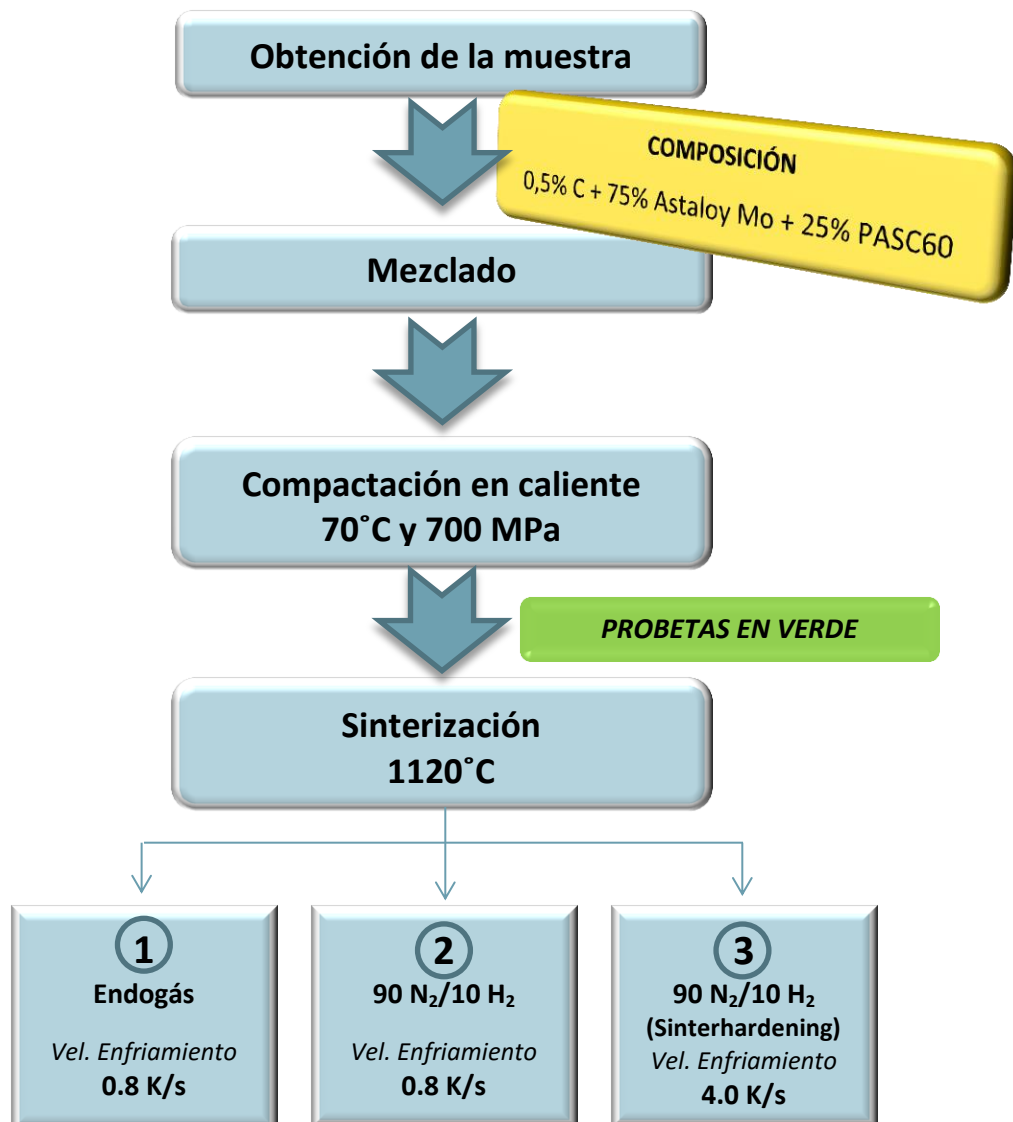 Obtención de la muestra
COMPOSICIÓN
0,5% C + 75% Astaloy Mo + 25% PASC60
Mezclado
Compactación en caliente
70˚C y 700 MPa
PROBETAS EN VERDE
Sinterización
1120˚C
1
Endogás
Vel. Enfriamiento
0.8 K/s
2
90 N₂/10 H₂
Vel. Enfriamiento
0.8 K/s
3
90 N₂/10 H₂
(Sinterhardening)
Vel. Enfriamiento
4.0 K/s